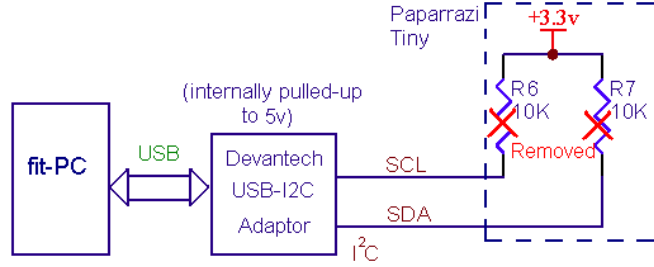 Paparrazi
Tiny
+3.3v
(internally pulled-up
to 5v)
R6
10K
R7
10K
Removed
fit-PC
USB
Devantech
USB-I2C
Adaptor
SCL
SDA
I²C